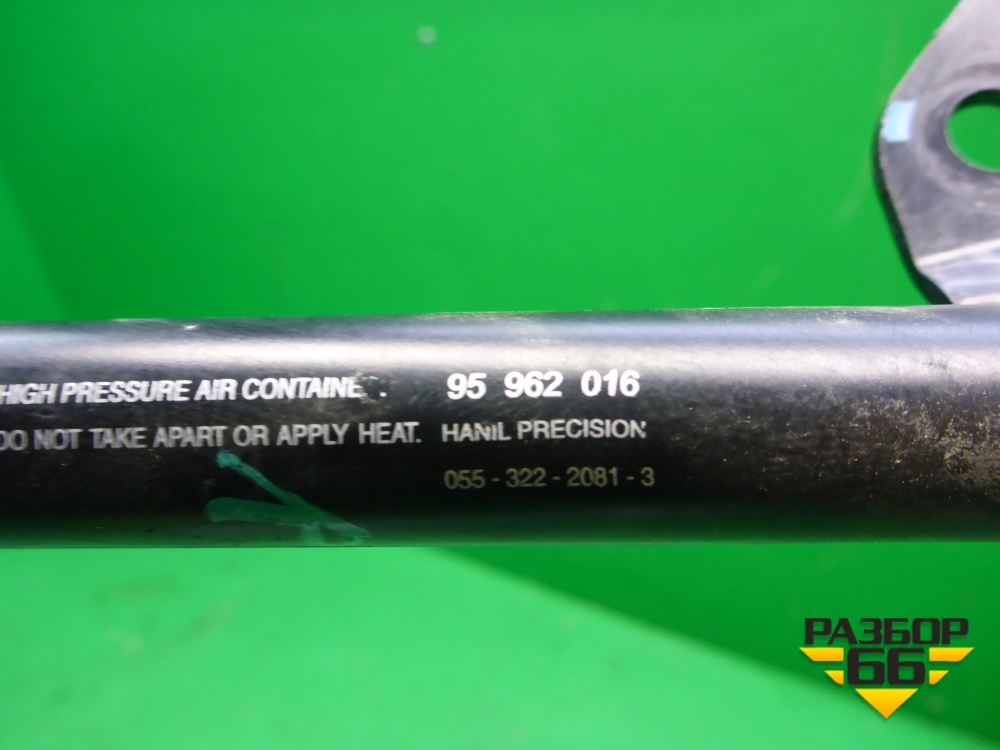 HIGH PRESSURE AIR CONTAINE . 95 962 016
DO NOT TAKE APART OR APPLY HEAT. HANIL PRECISION
055 - 322 - 2081 - 3
РАЗБОР
66